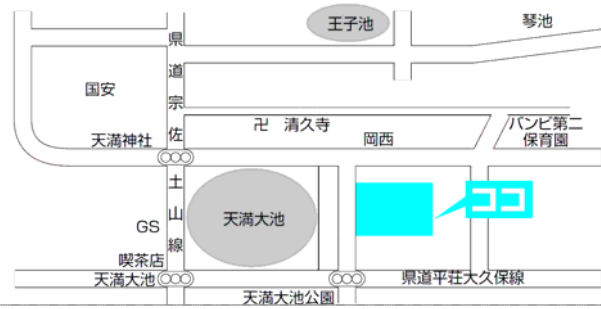 王子池
琴池
国安
県道宗佐土山線
卍 清久寺
天満神社
岡西
バンビ第二
保育園
天満大池
ココ
GS
喫茶店
天満大池
県道平荘大久保線
天満大池公園